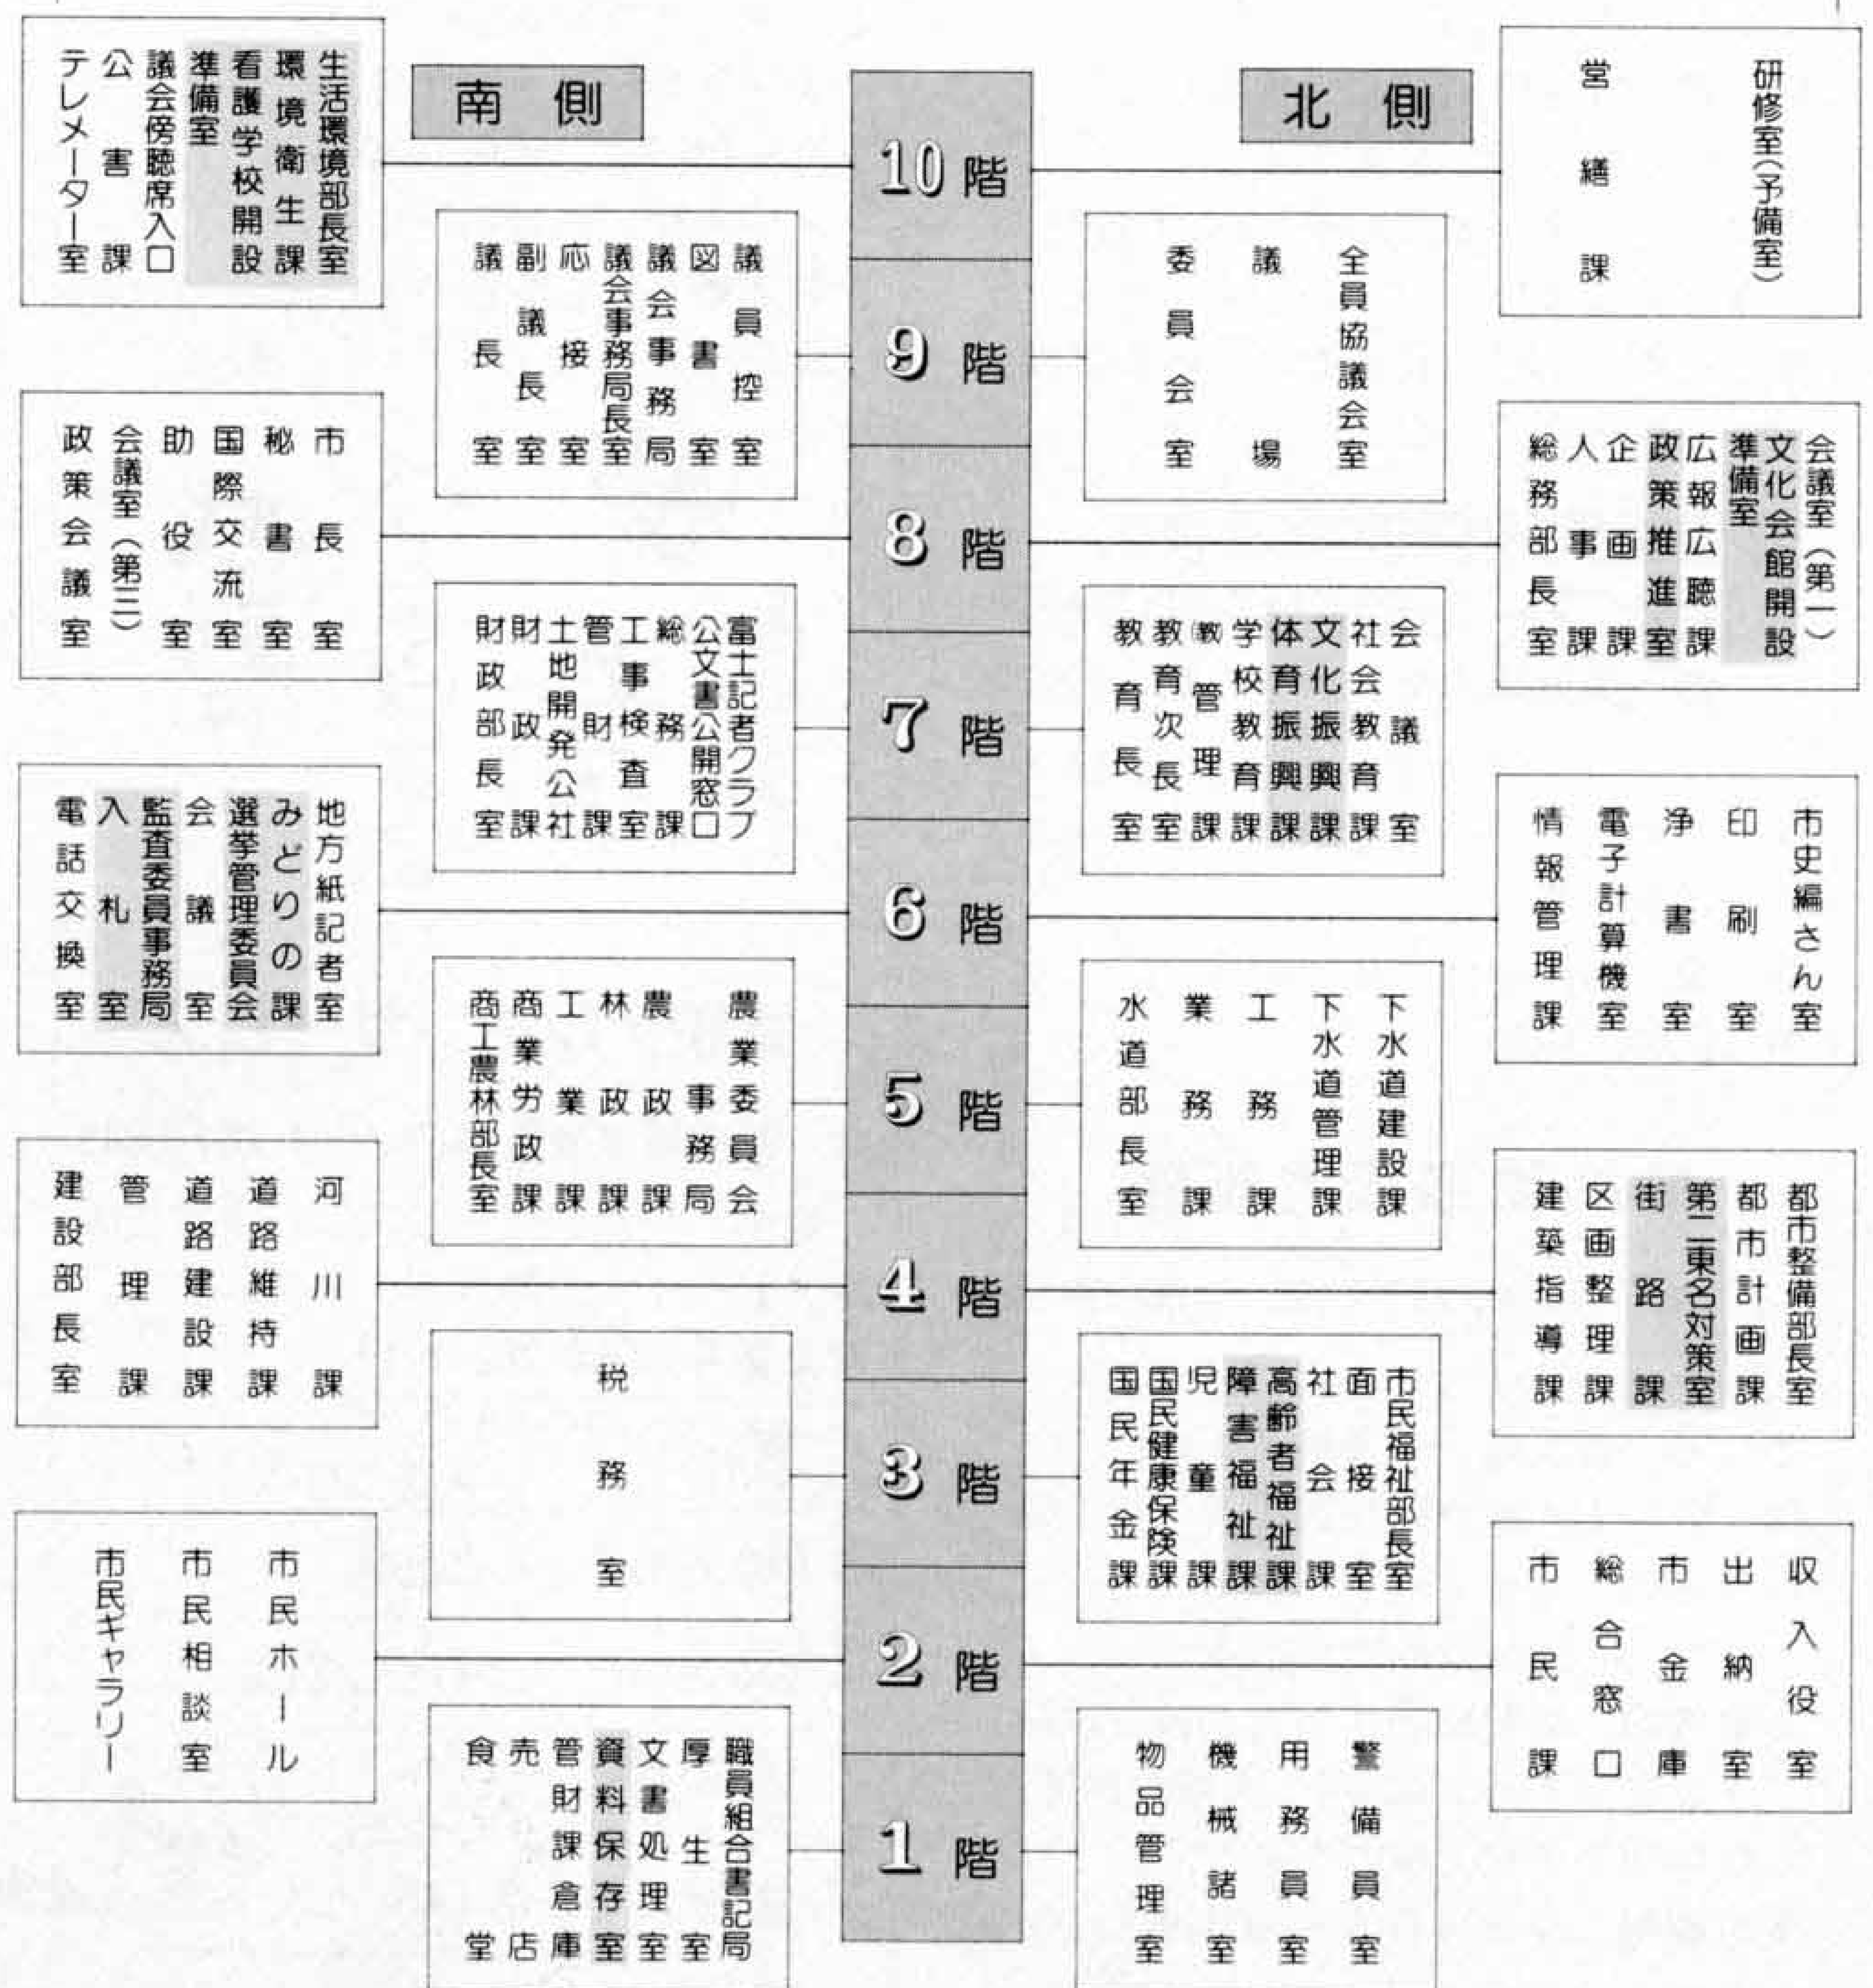 南側
北側
10階
生活環境部長室
環境衛生課
看護学校開設
準備室
議会傍聴席入口
公害課
テレメーター室
研修室(予備室)
営繕課
9階
議員控室
図書室
議会事務局
議会事務局長室
応接室
副議長室
議長室
全員協議会室
議場
委員会室
8階
市長室
秘書室
国際交流室
助役室
会議室(第三)
政策会議室
会議室(第一)
文化会館開設
準備室
広報広聴課
政策推進室
企画課
人事課
総務部長室
7階
富士記者クラブ
公文書公開窓口
総務課
工事検査室
管財課
土地開発公社
財政課
財政部長室
会議室
社会教育課
文化振興課
体育振興課
学校教育課
(教)管理課
教育次長室
教育長室
6階
地方紙記者室
みどりの課
選挙管理委員会
会議室
監査委員事務局
入札室
電話交換室
市史編さん室
印刷室
浄書室
電子計算機室
情報管理課
5階
農業委員会
事務局
農政課
林政課
工業課
商業労政課
商工農林部長室
下水道建設課
下水道管理課
工務課
業務課
水道部長室
4階
河川課
道路維持課
道路建設課
管理課
建設部長室
都市整備部長室
都市計画課
第二東名対策室
街路課
区画整理課
建築指導課
3階
税務室
市民福祉部長室
面接室
社会課
高齢者福祉課
障害福祉課
児童課
国民健康保険課
国民年金課
2階
市民ホール
市民相談室
市民ギャラリー
収入役室
出納室
市金庫
総合窓口
市民課
1階
職員組合書記局
厚生室
文書処理室
資料保存室
管財課倉庫
売店
食堂
警備員室
用務員室
機械諸室
物品管理室